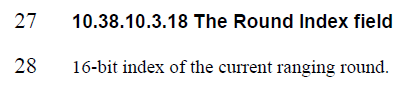 27 10.38.10.3.18 The Round Index field
28 16-bit index of the current ranging round.